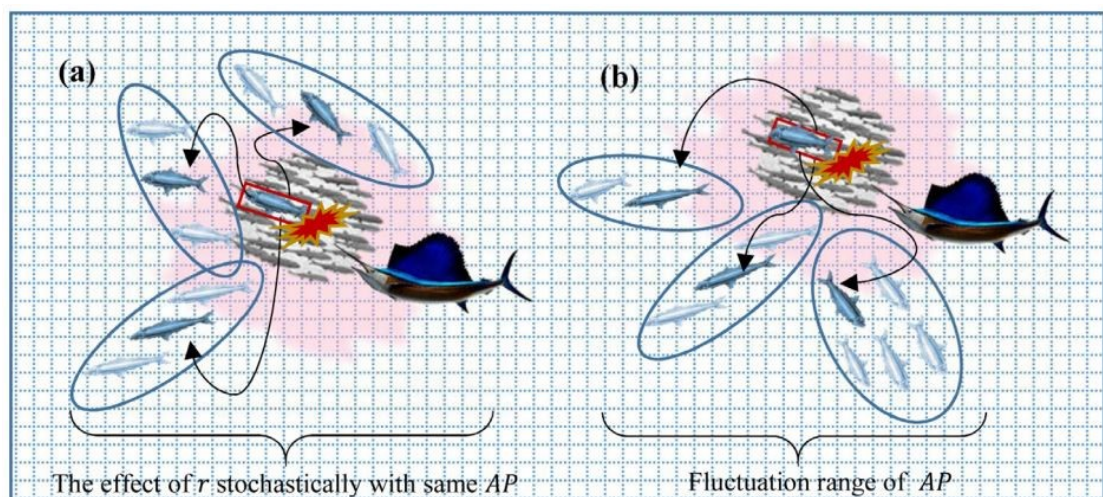 (a)
(b)
The effect of r stochastically with same AP
Fluctuation range of AP